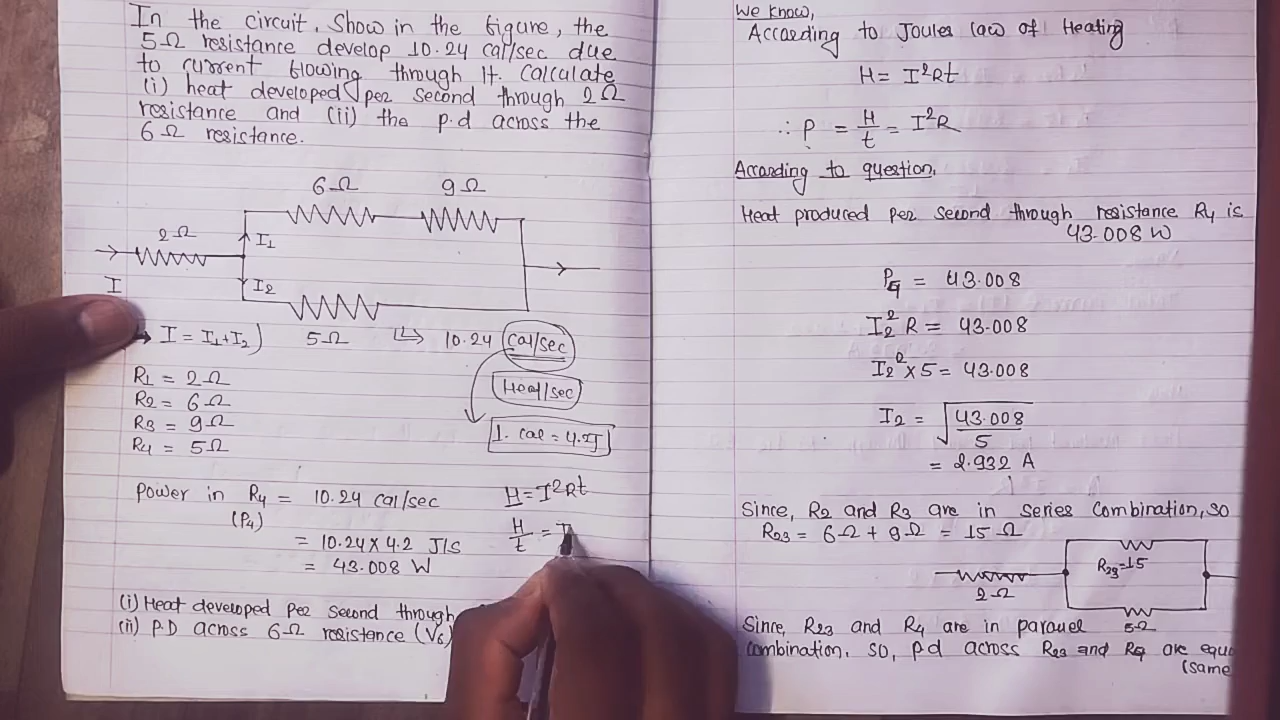 In the circuit. Show in the figure, the
5Ω resistance develop 10.24 cal/sec due
to current flowing through it. Calculate
(i) heat developed per second through 2Ω
resistance and (ii) the p.d across the
6Ω resistance.
6Ω 9Ω
2Ω
I₁
I₂
I
→ I = I₁+I₂)
5Ω 10.24 cal/sec
Heat/sec
1. cal = 4.2J
R1 = 2Ω
R2 = 6Ω
R3 = 9Ω
R4 = 5Ω
Power in R4 = 10.24 cal/sec
(P4)
= 10.24 x 4.2 J/S
= 43.008 W
H = I²Rt
H/t = I
(i) Heat developed per second through
(ii) P.D across 6Ω resistance (V6)
We know,
According to Joules law of Heating
H = I²Rt
∴ P = H/t = I²R
According to question.
Heat produced per second through resistance R4 is
43.008 W
P4 = 43.008
I₂² R = 43.008
I₂² x 5 = 43.008
I₂ = √43.008/5
= 2.932 A
Since, R2 and R3 are in series combination, so
R23 = 6Ω + 9Ω = 15Ω
R23=15
2Ω
5Ω
Since, R23 and R4 are in parallel
combination. so, pd across R23 and R4 are equa
(same